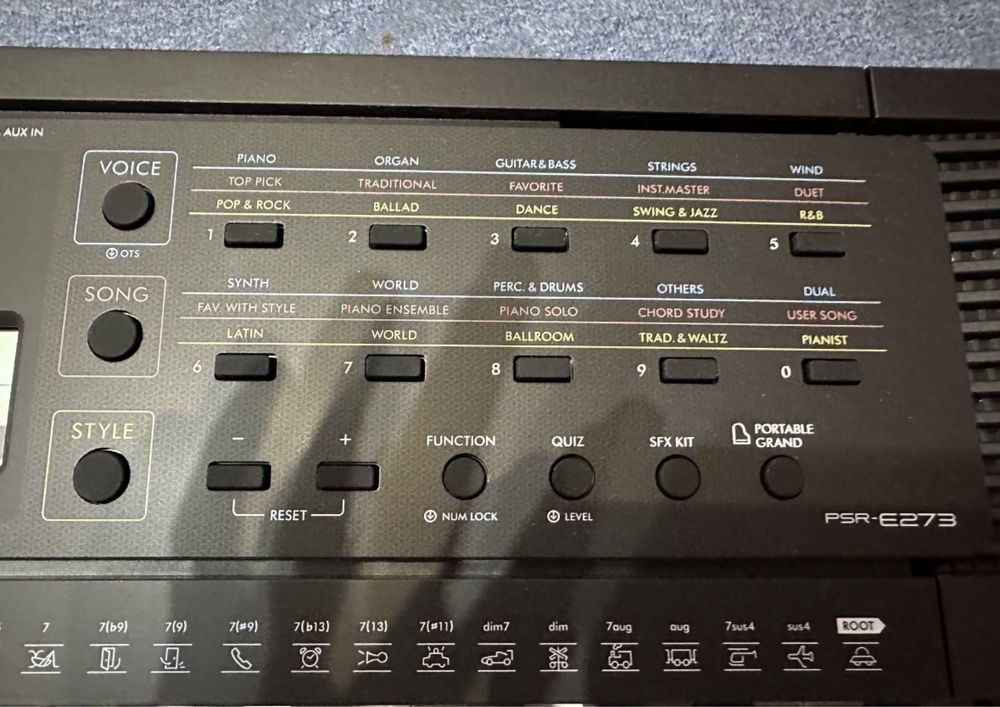 AUX IN
VOICE
OTS
PIANO ORGAN GUITAR & BASS STRINGS WIND
TOP PICK TRADITIONAL FAVORITE INST.MASTER DUET
POP & ROCK BALLAD DANCE SWING & JAZZ R&B
1 2 3 4 5
SONG
SYNTH WORLD PERC. & DRUMS OTHERS DUAL
FAV. WITH STYLE PIANO ENSEMBLE PIANO SOLO CHORD STUDY USER SONG
LATIN WORLD BALLROOM TRAD. & WALTZ PIANIST
6 7 8 9 0
STYLE
− + FUNCTION QUIZ SFX KIT PORTABLE
GRAND
RESET NUM LOCK LEVEL
PSR-E273
7 7(b9) 7(9) 7(#9) 7(b13) 7(13) 7(#11) dim7 dim 7aug aug 7sus4 sus4 ROOT